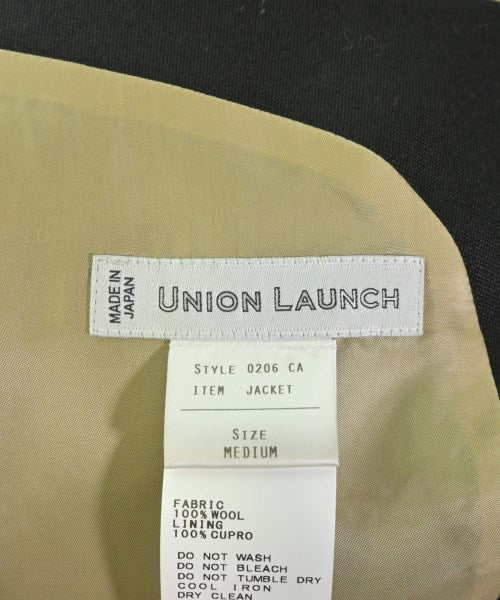 MADE IN
JAPAN
UNION LAUNCH
STYLE 0206 CA
ITEM JACKET
SIZE
MEDIUM
FABRIC
100% WOOL
LINING
100% CUPRO
DO NOT WASH
DO NOT BLEACH
DO NOT TUMBLE DRY
COOL IRON
DRY CLEAN